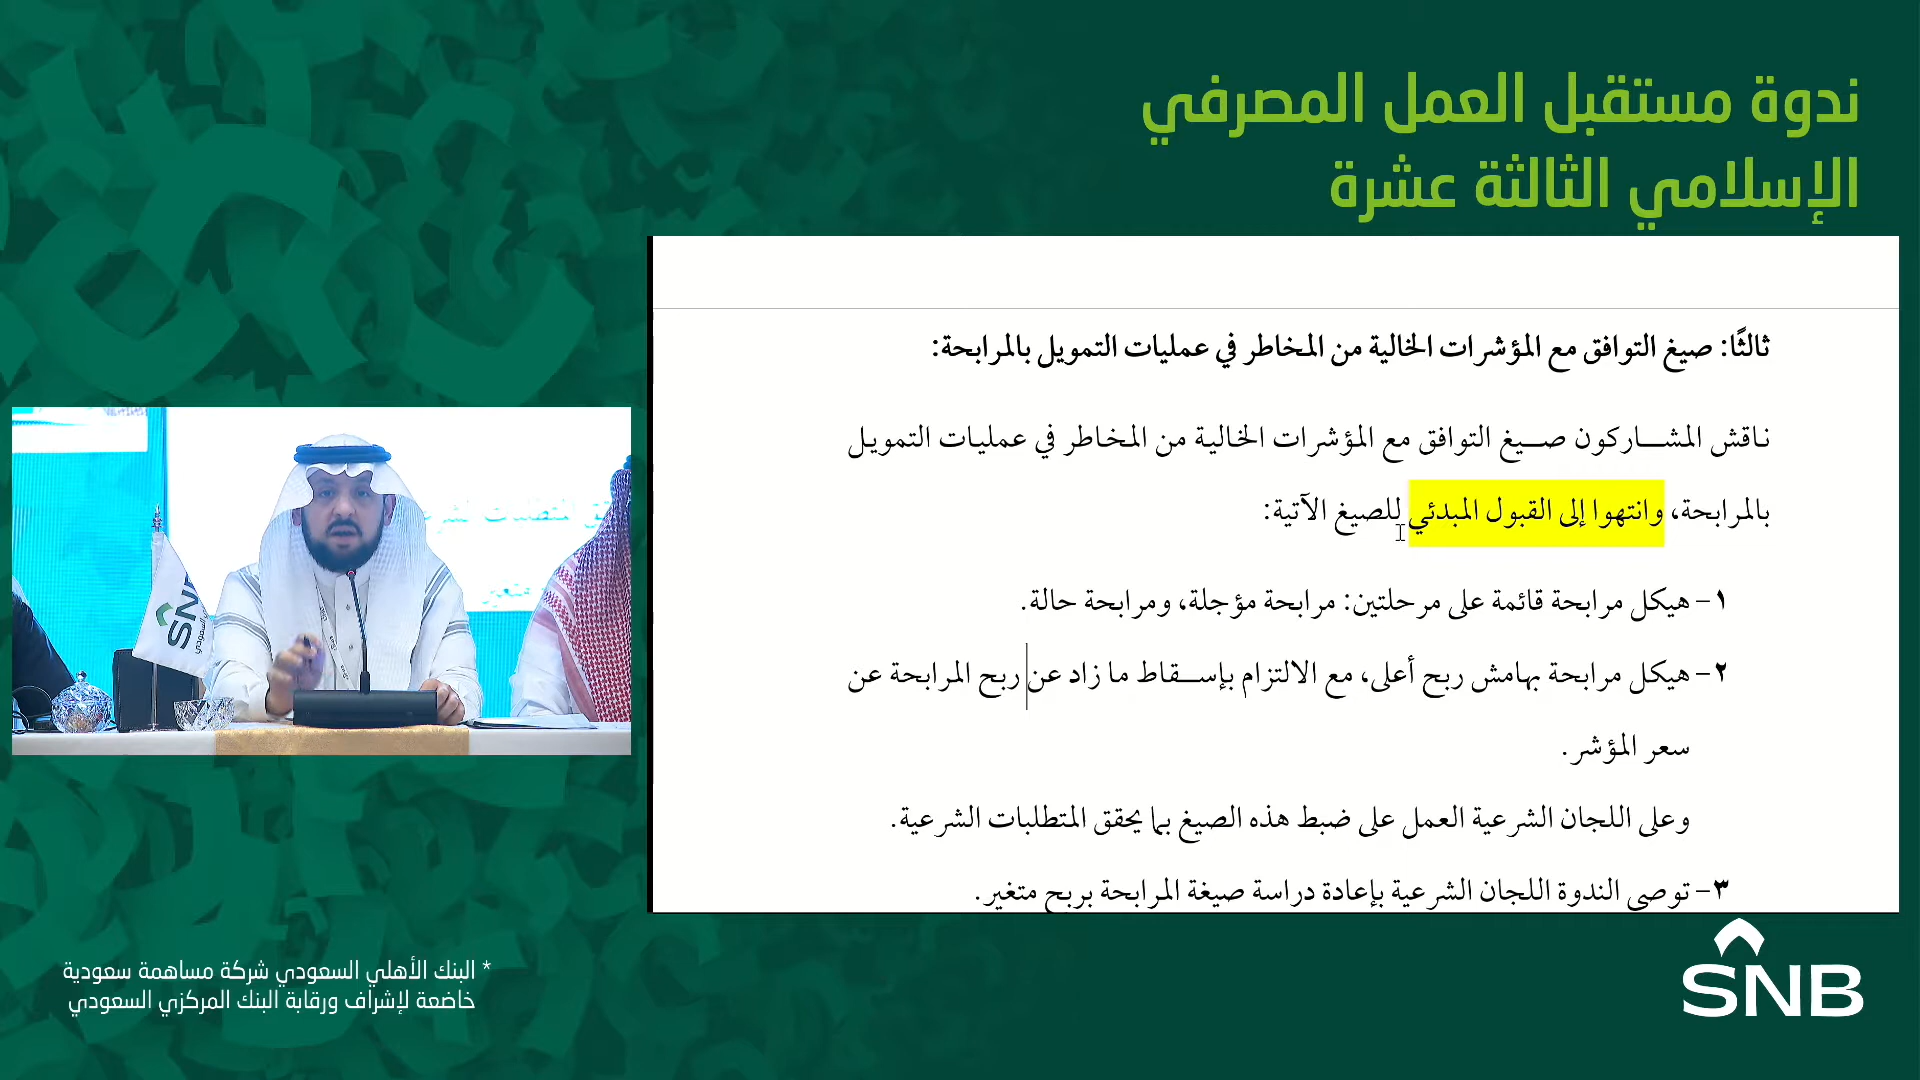 ندوة مستقبل العمل المصرفي
الإسلامي الثالثة عشرة
ثالثًا: صيغ التوافق مع المؤشرات الخالية من المخاطر في عمليات التمويل بالمرابحة:
ناقش المشاركون صيغ التوافق مع المؤشرات الخالية من المخاطر في عمليات التمويل
بالمرابحة، وانتهوا إلى القبول المبدئي للصيغ الآتية:
١- هيكل مرابحة قائمة على مرحلتين: مرابحة مؤجلة، ومرابحة حالة.
٢- هيكل مرابحة بهامش ربح أعلى، مع الالتزام بإسقاط ما زاد عن ربح المرابحة عن
سعر المؤشر.
وعلى اللجان الشرعية العمل على ضبط هذه الصيغ بما يحقق المتطلبات الشرعية.
٣- توصي الندوة اللجان الشرعية بإعادة دراسة صيغة المرابحة بربح متغير.
SNB
* البنك الأهلي السعودي شركة مساهمة سعودية
خاضعة لإشراف ورقابة البنك المركزي السعودي
SNB